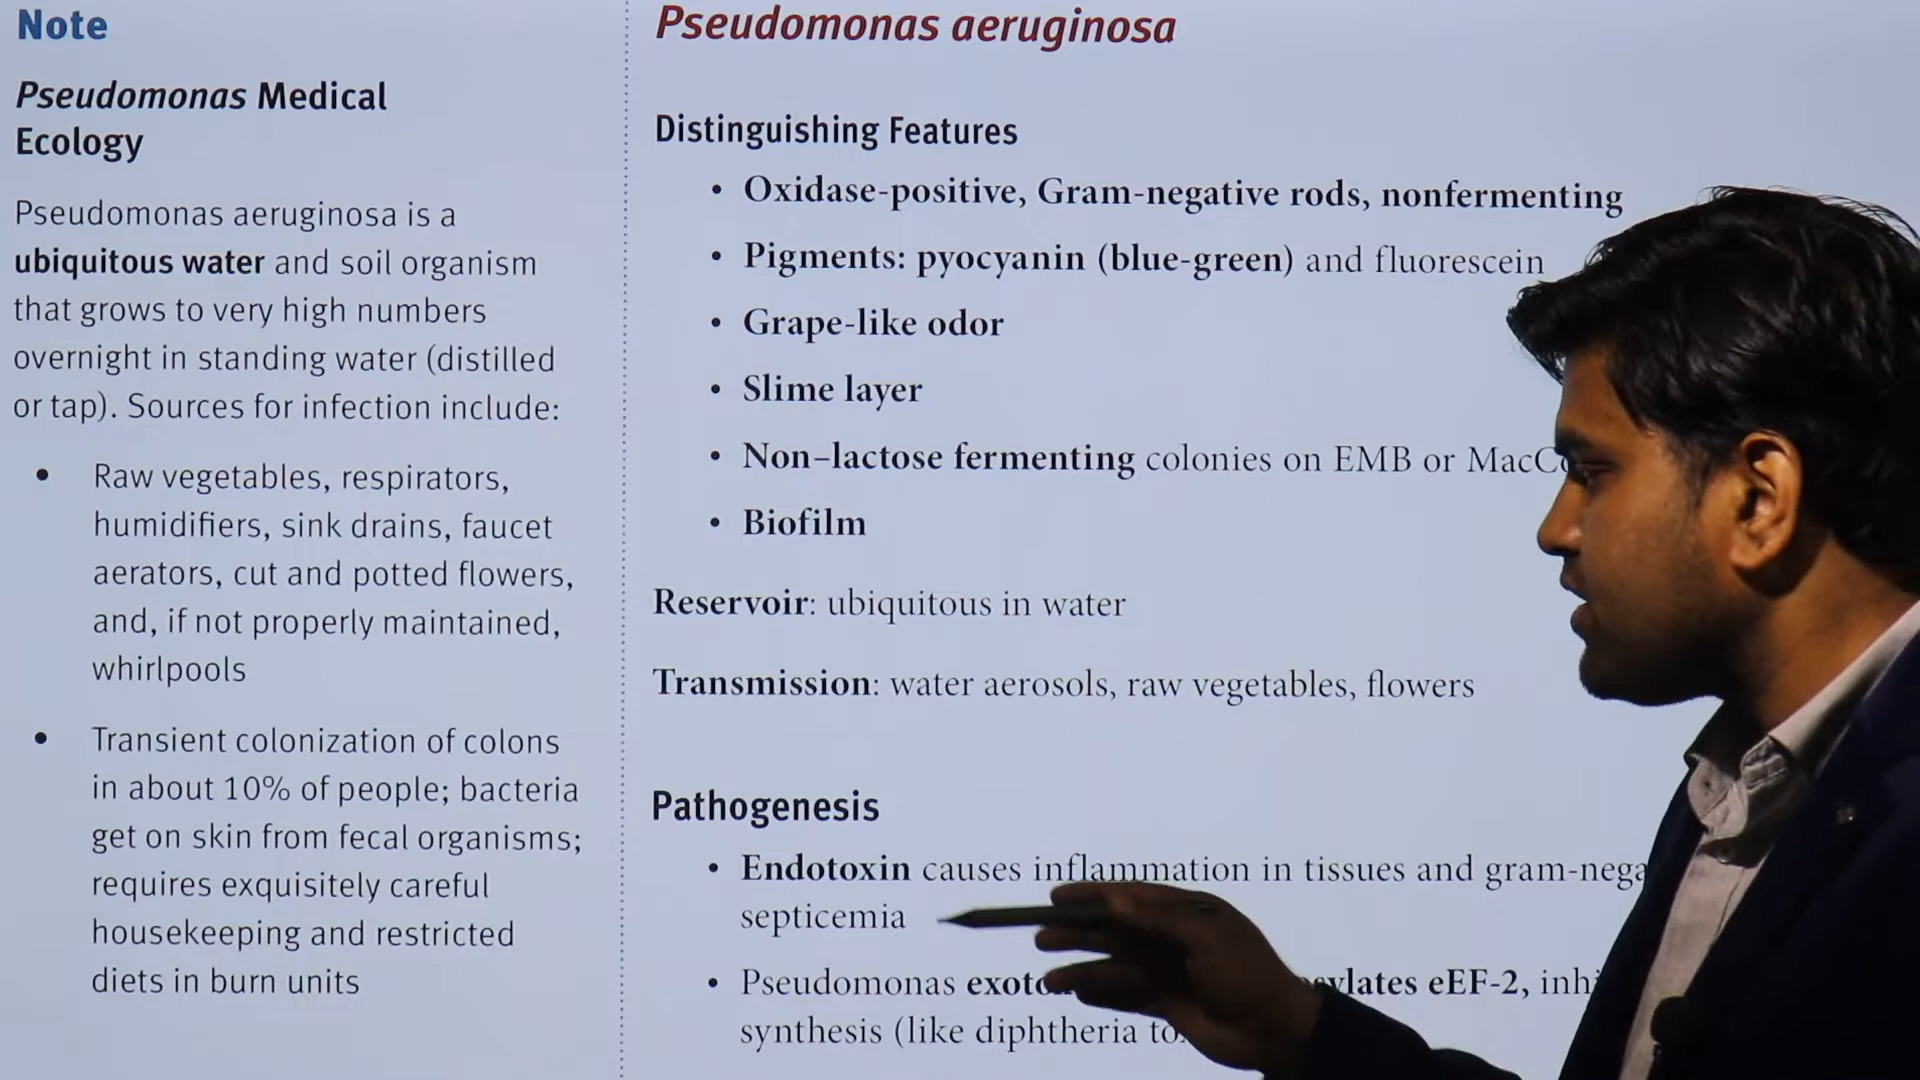 Note
Pseudomonas Medical
Ecology
Pseudomonas aeruginosa is a
ubiquitous water and soil organism
that grows to very high numbers
overnight in standing water (distilled
or tap). Sources for infection include:
• Raw vegetables, respirators,
humidifiers, sink drains, faucet
aerators, cut and potted flowers,
and, if not properly maintained,
whirlpools
• Transient colonization of colons
in about 10% of people; bacteria
get on skin from fecal organisms;
requires exquisitely careful
housekeeping and restricted
diets in burn units
Pseudomonas aeruginosa
Distinguishing Features
• Oxidase-positive, Gram-negative rods, nonfermenting
• Pigments: pyocyanin (blue-green) and fluorescein
• Grape-like odor
• Slime layer
• Non–lactose fermenting colonies on EMB or
• Biofilm
Reservoir: ubiquitous in water
Transmission: water aerosols, raw vegetables, flowers
Pathogenesis
• Endotoxin causes inflammation in tissues and
septicemia
• Pseudomonas eEF-2,
synthesis (like diphtheria